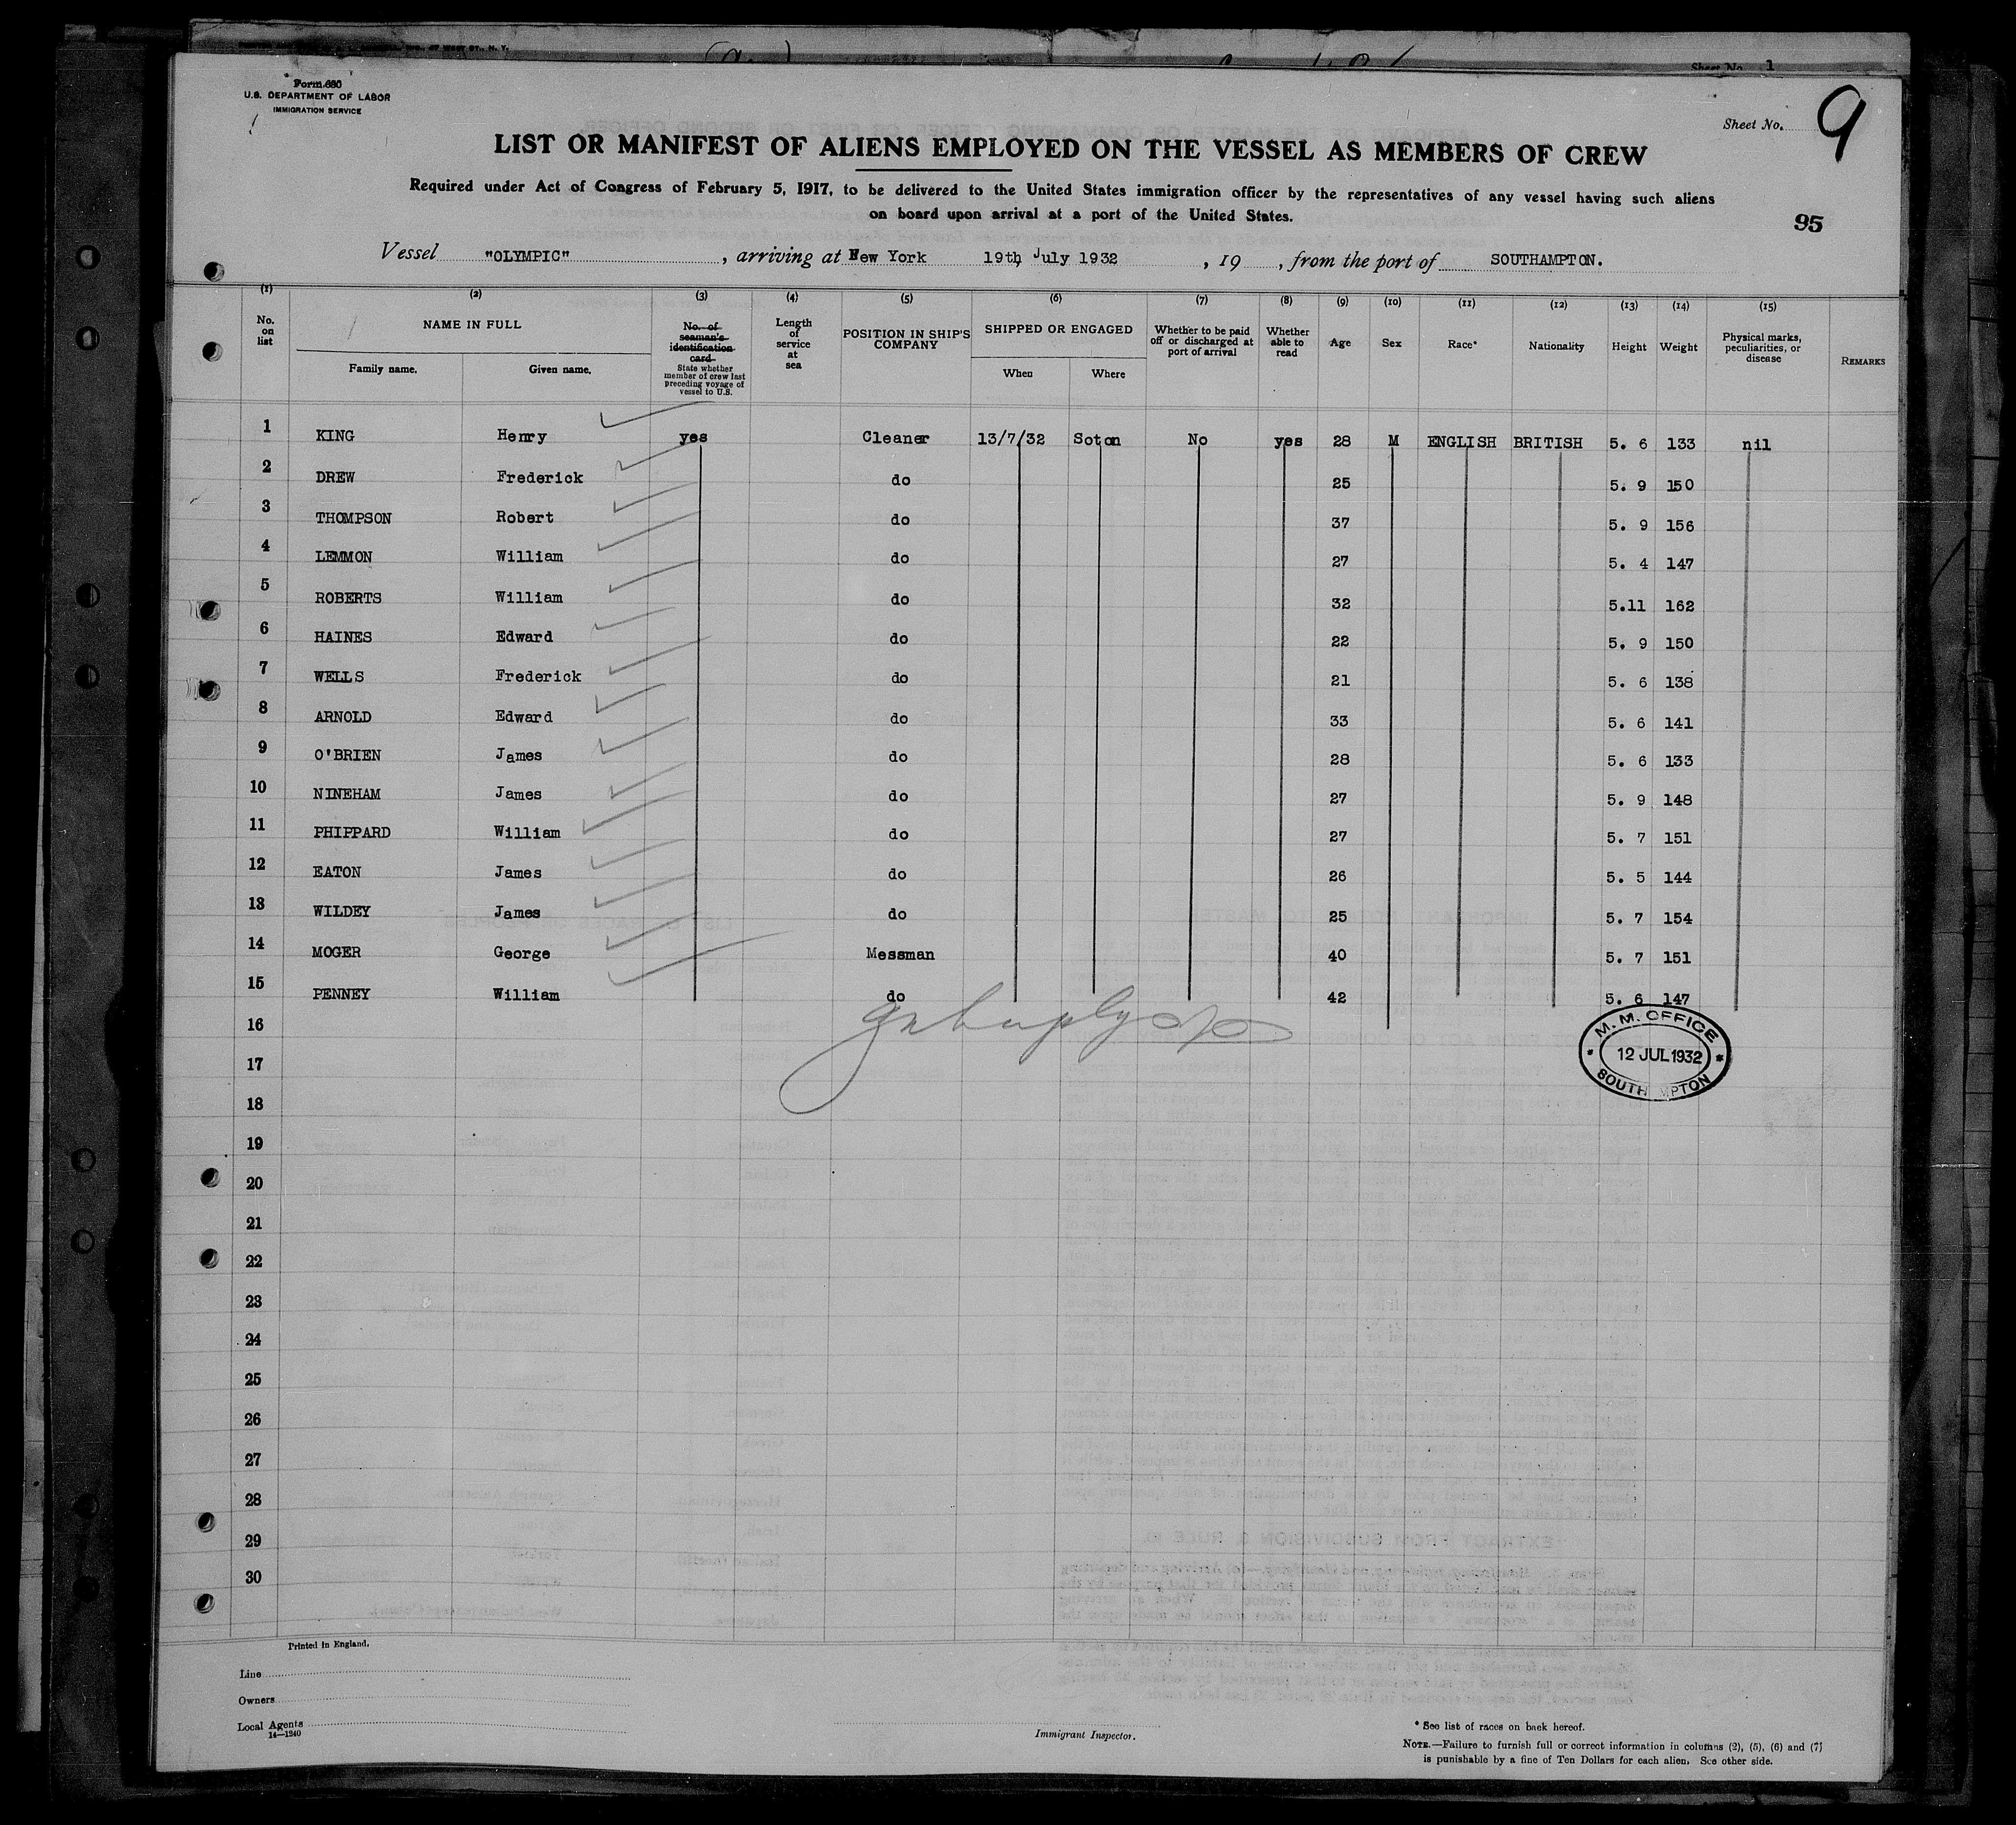 Form 680
U.S. DEPARTMENT OF LABOR
IMMIGRATION SERVICE
Sheet No. 1
Sheet No. 9
LIST OR MANIFEST OF ALIENS EMPLOYED ON THE VESSEL AS MEMBERS OF CREW
Required under Act of Congress of February 5, 1917, to be delivered to the United States immigration officer by the representatives of any vessel having such aliens
on board upon arrival at a port of the United States.
95
Vessel "OLYMPIC", arriving at New York 19th July 1932, 19 , from the port of SOUTHAMPTON.
(1) (2) (3) (4) (5) (6) (7) (8) (9) (10) (11) (12) (13) (14) (15)
No. on list
NAME IN FULL
Family name. Given name.
No. of seaman's identification card
State whether member of crew last preceding voyage of vessel to U.S.
Length of service at sea
POSITION IN SHIP'S COMPANY
SHIPPED OR ENGAGED
When Where
Whether to be paid off or discharged at port of arrival
Whether able to read
Age
Sex
Race*
Nationality
Height
Weight
Physical marks, peculiarities, or disease
REMARKS
1 KING Henry yes Cleaner 13/7/32 Soton No yes 28 M ENGLISH BRITISH 5. 6 133 nil
2 DREW Frederick do 25 5. 9 150
3 THOMPSON Robert do 37 5. 9 156
4 LEMMON William do 27 5. 4 147
5 ROBERTS William do 32 5.11 162
6 HAINES Edward do 22 5. 9 150
7 WELLS Frederick do 21 5. 6 138
8 ARNOLD Edward do 33 5. 6 141
9 O'BRIEN James do 28 5. 6 133
10 NINEHAM James do 27 5. 9 148
11 PHIPPARD William do 27 5. 7 151
12 EATON James do 26 5. 5 144
13 WILDEY James do 25 5. 7 154
14 MOGER George Messman 40 5. 7 151
15 PENNEY William do 42 5. 6 147
16
17
18
19
20
21
22
23
24
25
26
27
28
29
30
M. M. OFFICE
12 JUL 1932
SOUTH MPTON
Printed in England.
Line
Owners
Local Agents
14—1240
Immigrant Inspector.
* See list of races on back hereof.
NOTE.—Failure to furnish full or correct information in columns (2), (5), (6) and (7)
is punishable by a fine of Ten Dollars for each alien. See other side.